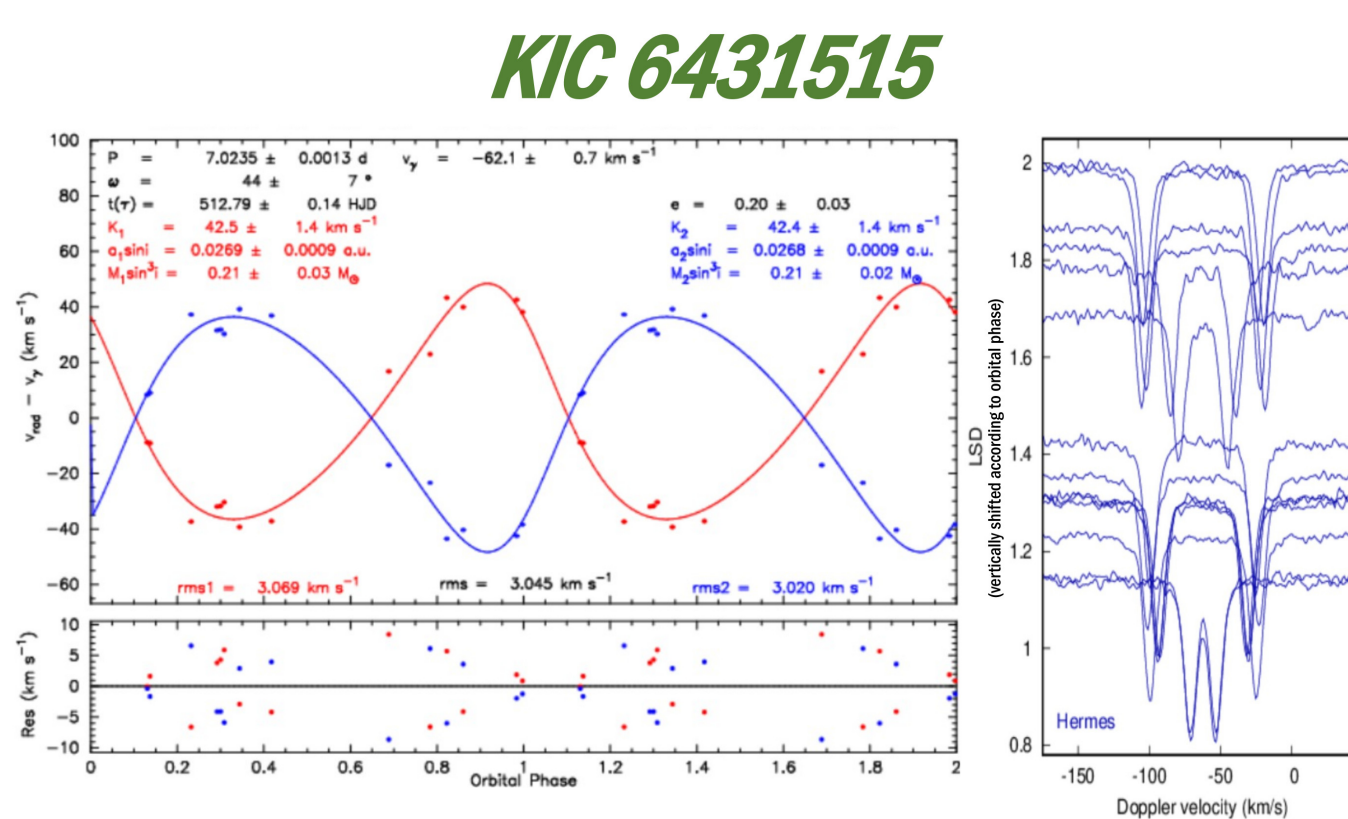 KIC 6431515
P = 7.0235 ± 0.0013 d vγ = −62.1 ± 0.7 km s⁻¹
ω = 44 ± 7 °
t(τ) = 512.79 ± 0.14 HJD e = 0.20 ± 0.03
K₁ = 42.5 ± 1.4 km s⁻¹ K₂ = 42.4 ± 1.4 km s⁻¹
a₁sini = 0.0269 ± 0.0009 a.u. a₂sini = 0.0268 ± 0.0009 a.u.
M₁sin³i = 0.21 ± 0.03 M☉ M₂sin³i = 0.21 ± 0.02 M☉
100
80
60
40
20
0
−20
−40
−60
v_rad − vγ (km s⁻¹)
rms1 = 3.069 km s⁻¹ rms = 3.045 km s⁻¹ rms2 = 3.020 km s⁻¹
10
5
0
−5
−10
Res (km s⁻¹)
0 0.2 0.4 0.6 0.8 1 1.2 1.4 1.6 1.8 2
Orbital Phase
LSD
(vertically shifted according to orbital phase)
2
1.8
1.6
1.4
1.2
1
0.8
Hermes
-150 -100 -50 0
Doppler velocity (km/s)